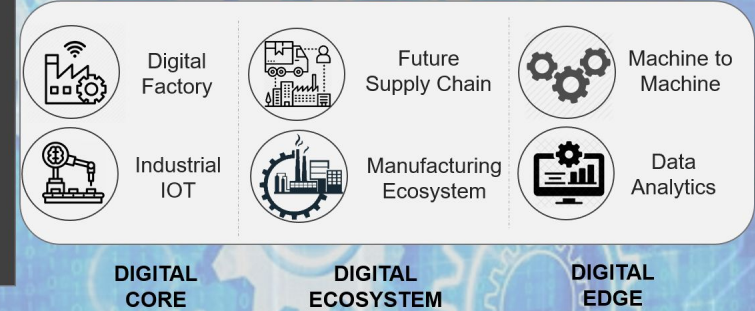 Digital
Factory
Future
Supply Chain
Machine to
Machine
Industrial
IOT
Manufacturing
Ecosystem
Data
Analytics
DIGITAL
CORE
DIGITAL
ECOSYSTEM
DIGITAL
EDGE